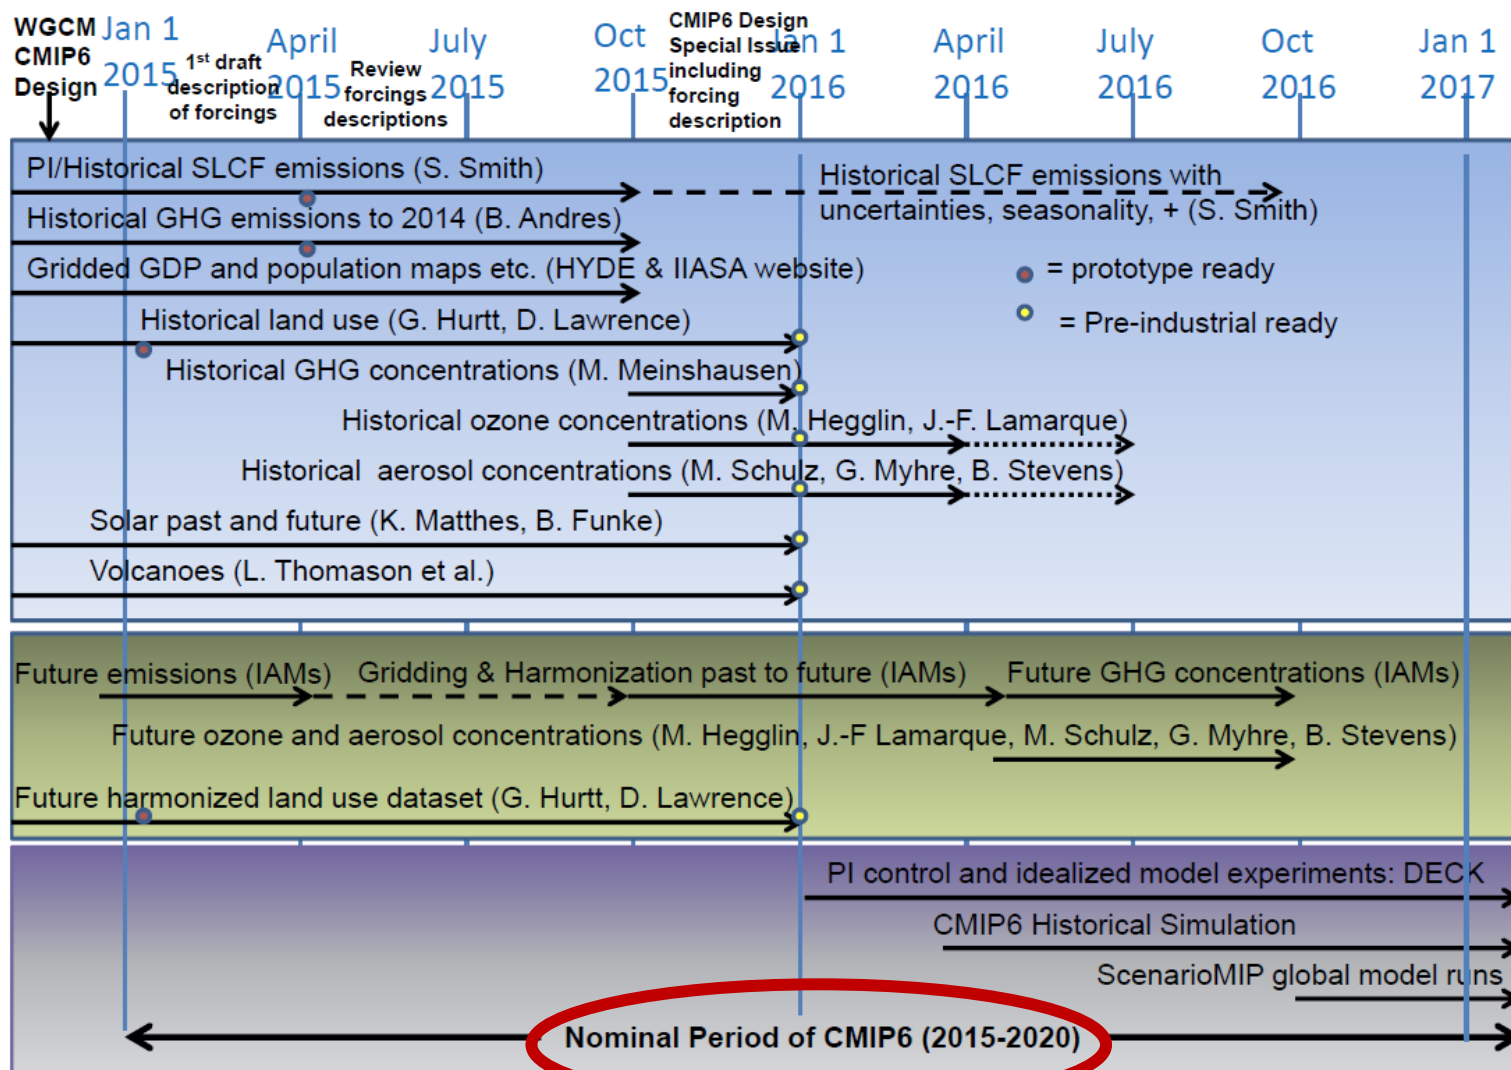 WGCM
CMIP6
Design
Jan 1
2015
1st draft
description
of forcings
April
2015
Review
forcings
descriptions
July
2015
Oct
2015
CMIP6 Design
Special Issue
including
forcing
description
Jan 1
2016
April
2016
July
2016
Oct
2016
Jan 1
2017
PI/Historical SLCF emissions (S. Smith)
Historical SLCF emissions with
uncertainties, seasonality, + (S. Smith)
Historical GHG emissions to 2014 (B. Andres)
Gridded GDP and population maps etc. (HYDE & IIASA website)
= prototype ready
= Pre-industrial ready
Historical land use (G. Hurtt, D. Lawrence)
Historical GHG concentrations (M. Meinshausen)
Historical ozone concentrations (M. Hegglin, J.-F. Lamarque)
Historical aerosol concentrations (M. Schulz, G. Myhre, B. Stevens)
Solar past and future (K. Matthes, B. Funke)
Volcanoes (L. Thomason et al.)
Future emissions (IAMs)
Gridding & Harmonization past to future (IAMs)
Future GHG concentrations (IAMs)
Future ozone and aerosol concentrations (M. Hegglin, J.-F Lamarque, M. Schulz, G. Myhre, B. Stevens)
Future harmonized land use dataset (G. Hurtt, D. Lawrence)
PI control and idealized model experiments: DECK
CMIP6 Historical Simulation
ScenarioMIP global model runs
Nominal Period of CMIP6 (2015-2020)